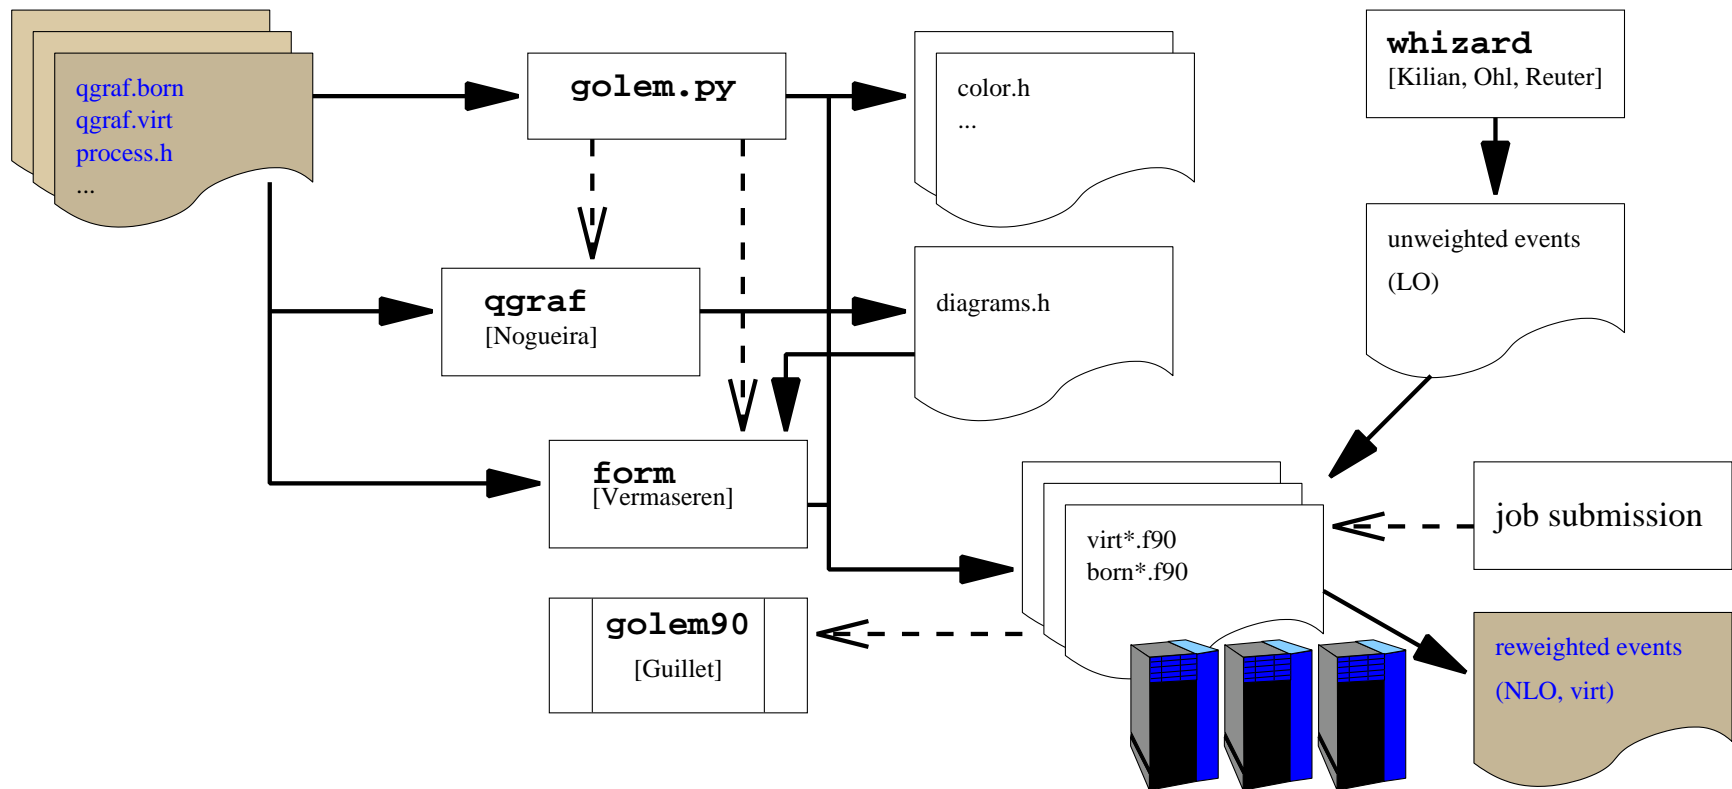 qgraf.born
qgraf.virt
process.h
...
golem.py
color.h
...
whizard
[Kilian, Ohl, Reuter]
unweighted events
(LO)
qgraf
[Nogueira]
diagrams.h
form
[Vermaseren]
virt*.f90
born*.f90
job submission
golem90
[Guillet]
reweighted events
(NLO, virt)